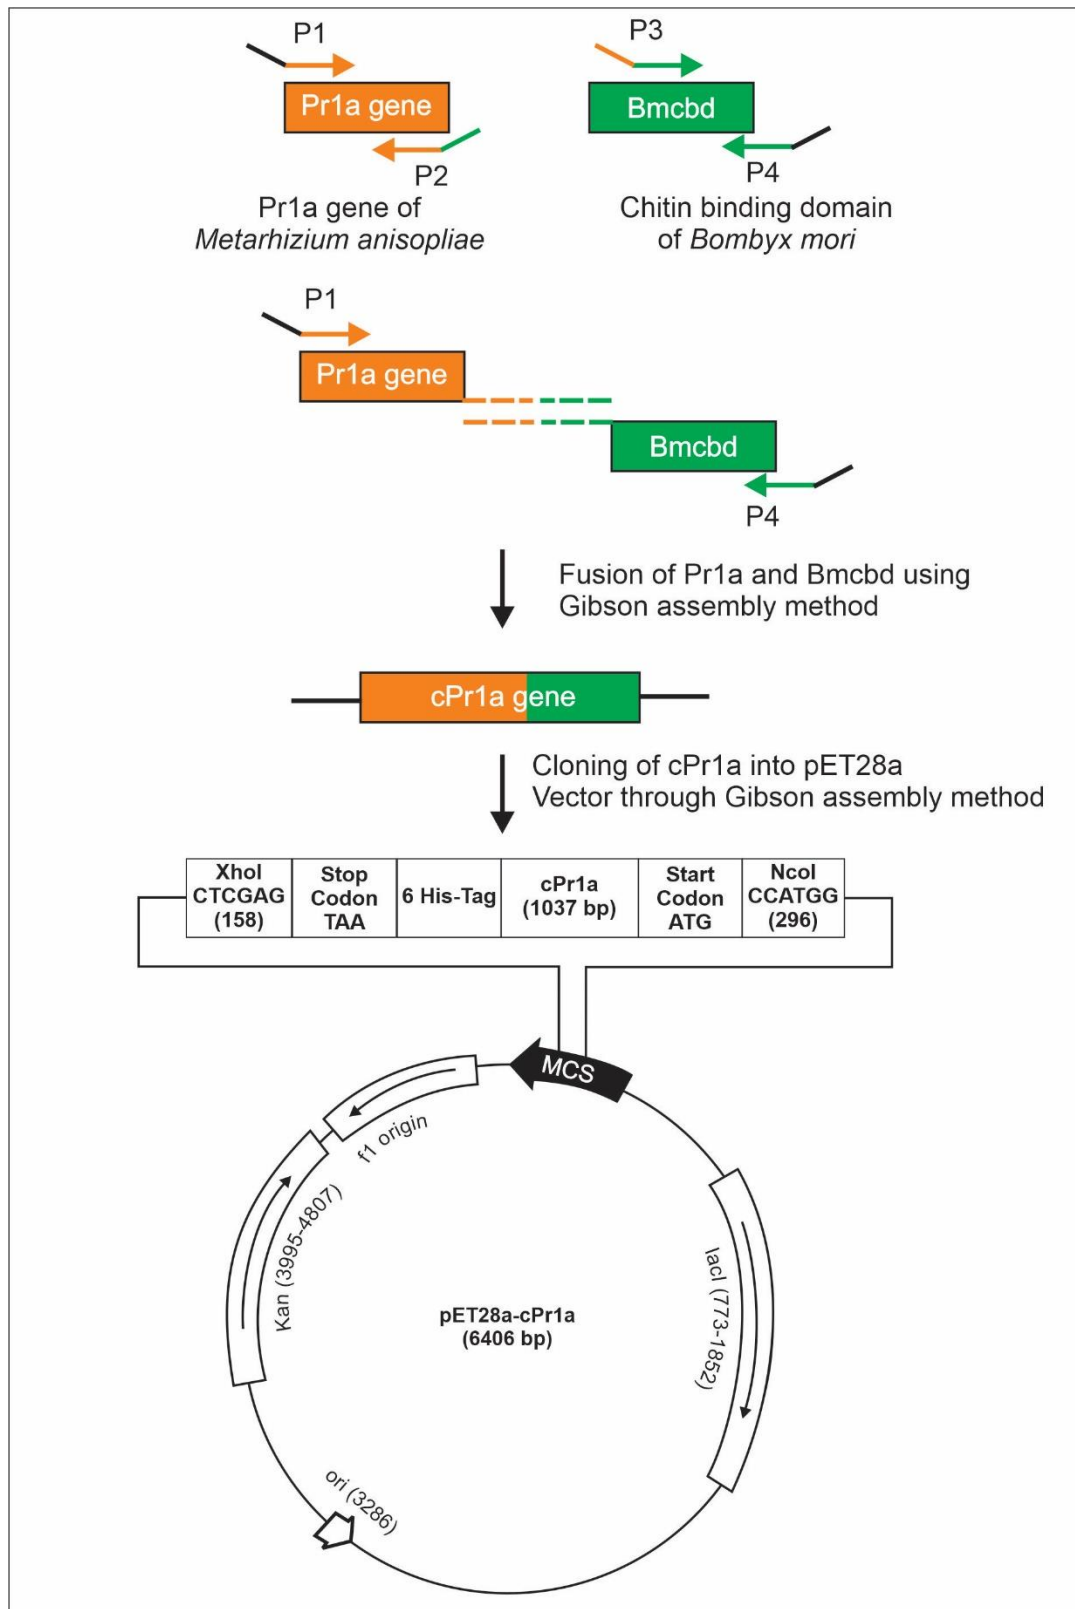 P1
P3
Pr1a gene
Bmcbd
P2
P4
Pr1a gene of
Metarhizium anisopliae
Chitin binding domain
of Bombyx mori
P1
Pr1a gene
Bmcbd
P4
Fusion of Pr1a and Bmcbd using
Gibson assembly method
cPr1a gene
Cloning of cPr1a into pET28a
Vector through Gibson assembly method
XhoI
CTCGAG
(158)
Stop
Codon
TAA
6 His-Tag
cPr1a
(1037 bp)
Start
Codon
ATG
NcoI
CCATGG
(296)
MCS
f1 origin
Kan (3995-4807)
lacI (773-1852)
pET28a-cPr1a
(6406 bp)
ori (3286)